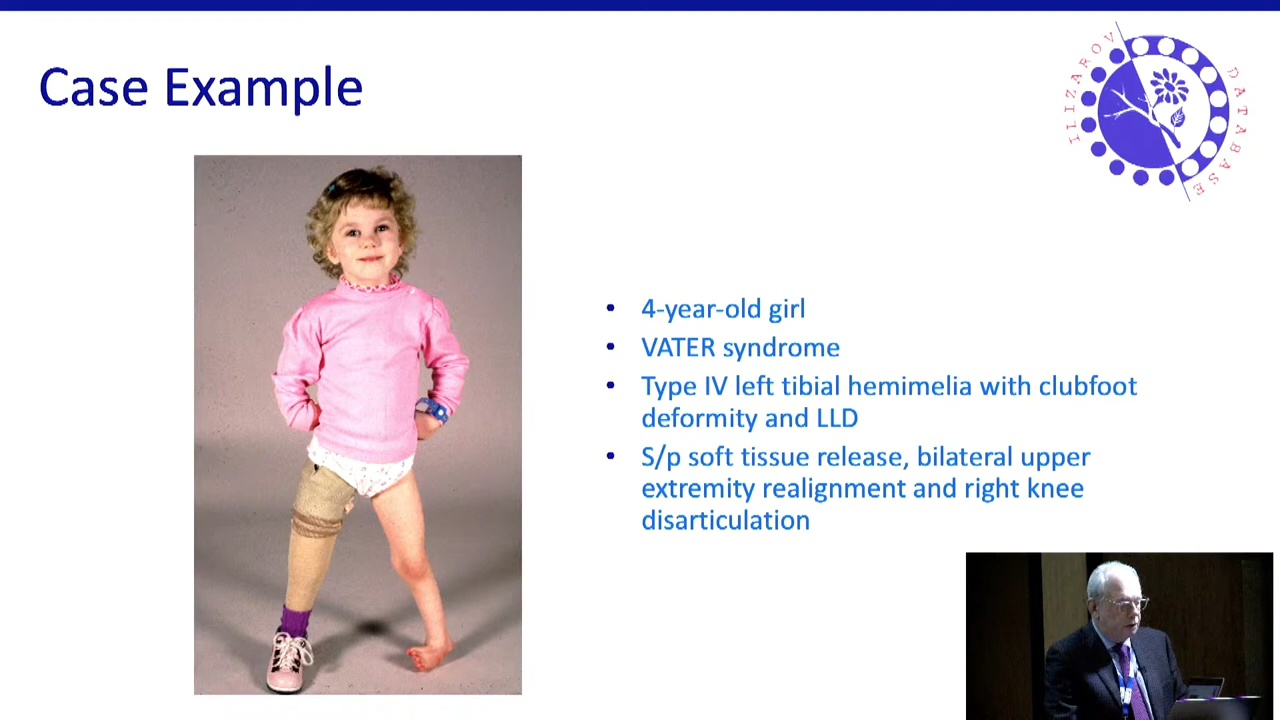 Case Example
ILIZAROV DATABASE
• 4-year-old girl
• VATER syndrome
• Type IV left tibial hemimelia with clubfoot
deformity and LLD
• S/p soft tissue release, bilateral upper
extremity realignment and right knee
disarticulation